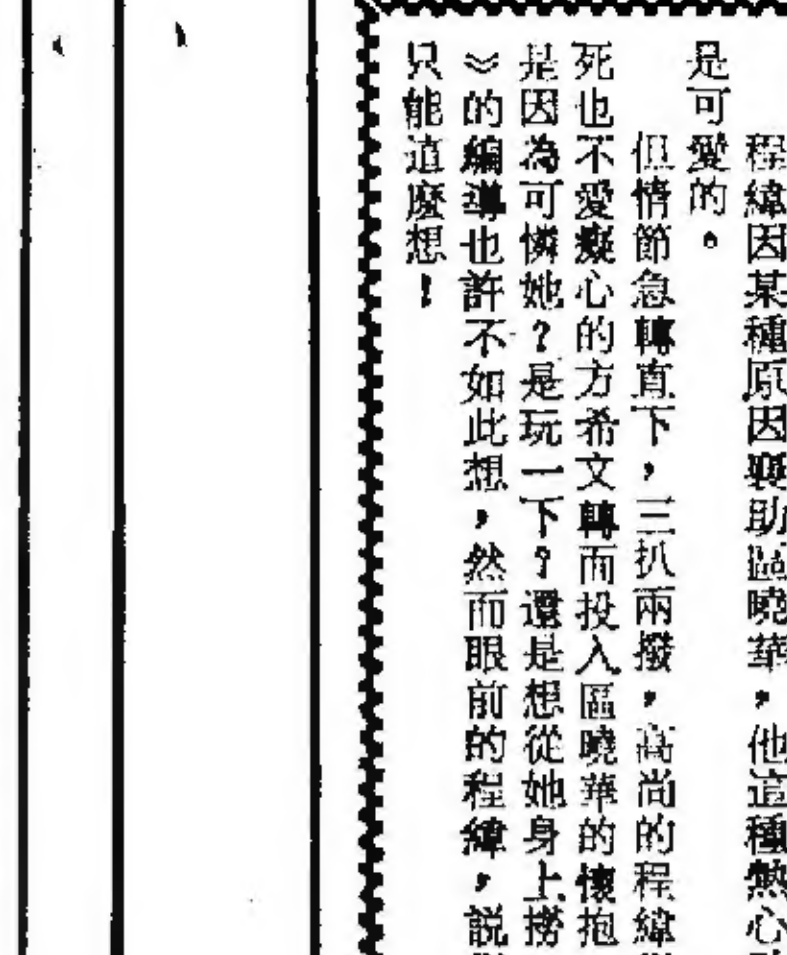 程緯因某種原因襄助區曉華，他這種熱心
是可愛的。
但情節急轉直下，三扒兩撥，高尚的程緯
死也不愛癡心的方希文轉而投入區曉華的懷抱
是因為可憐她？是玩一下？還是想從她身上撈
》的編導也許不如此想，然而眼前的程緯，説
只能這麼想！